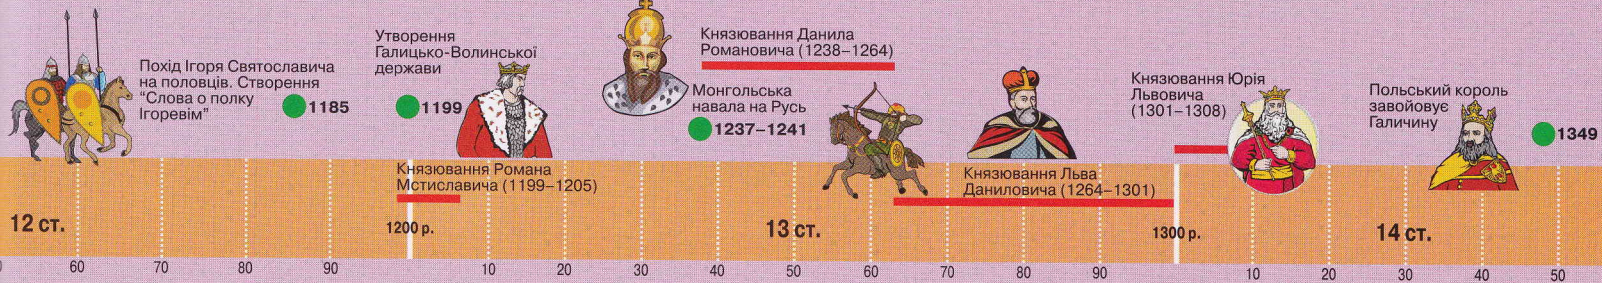 Похід Ігоря Святославича
на половців. Створення
“Слова о полку
Ігоревім”
1185
Утворення
Галицько-Волинської
держави
1199
Князювання Романа
Мстиславича (1199–1205)
Князювання Данила
Романовича (1238–1264)
Монгольська
навала на Русь
1237–1241
Князювання Льва
Даниловича (1264–1301)
Князювання Юрія
Львовича
(1301–1308)
Польський король
завойовує
Галичину
1349
12 ст.
1200 р.
13 ст.
1300 р.
14 ст.
60 70 80 90 10 20 30 40 50 60 70 80 90 10 20 30 40 50